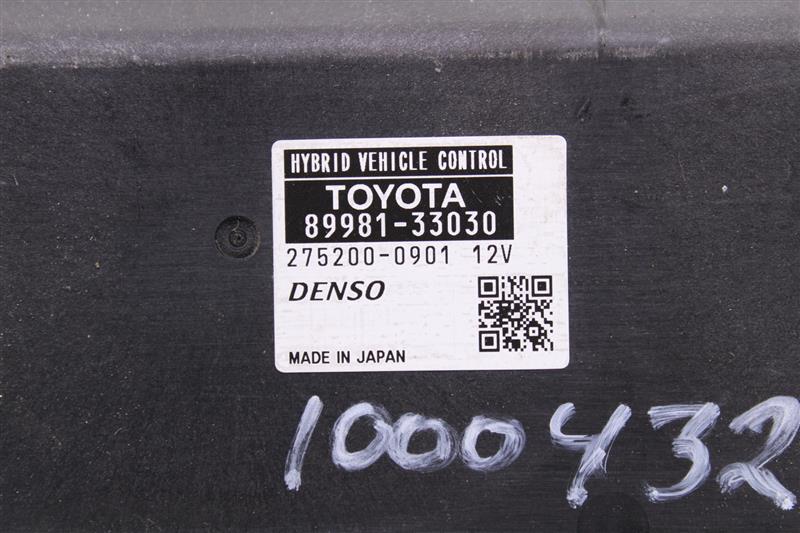 HYBRID VEHICLE CONTROL
TOYOTA
89981-33030
275200-0901 12V
DENSO
MADE IN JAPAN
1000432